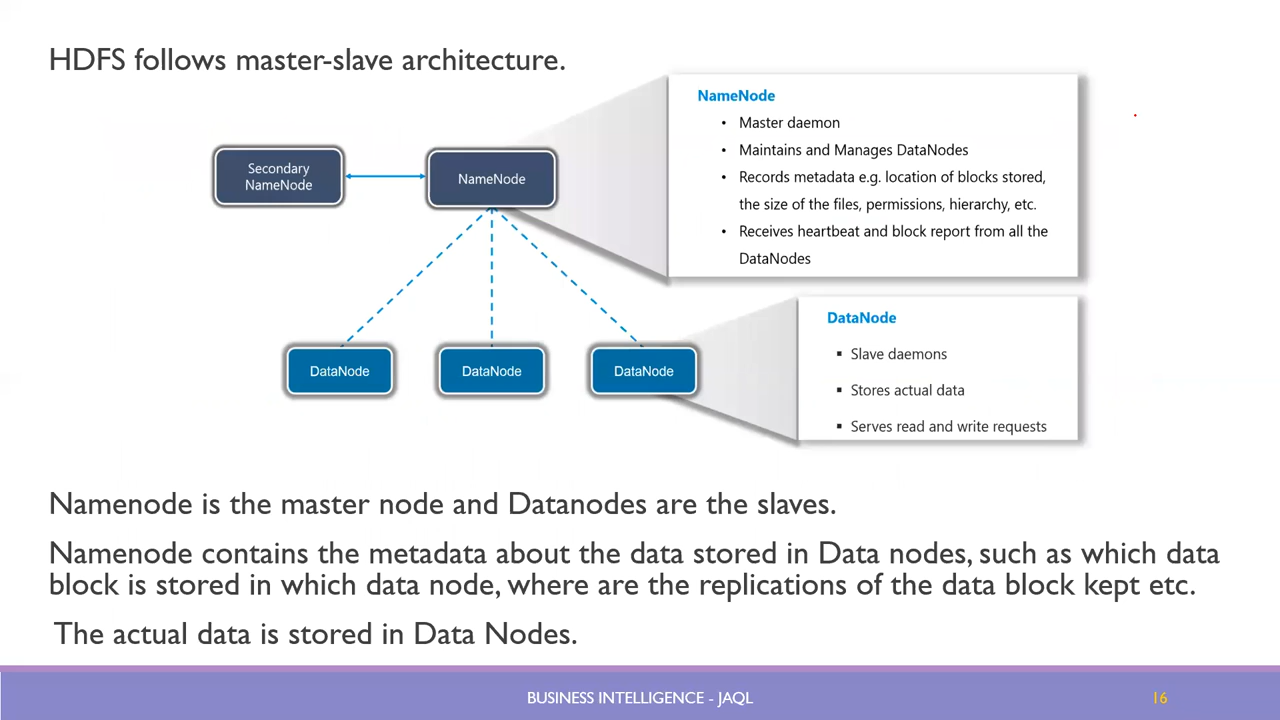 HDFS follows master-slave architecture.
NameNode
• Master daemon
• Maintains and Manages DataNodes
• Records metadata e.g. location of blocks stored,
the size of the files, permissions, hierarchy, etc.
• Receives heartbeat and block report from all the
DataNodes
Secondary
NameNode
NameNode
DataNode
▪ Slave daemons
▪ Stores actual data
▪ Serves read and write requests
DataNode
DataNode
DataNode
Namenode is the master node and Datanodes are the slaves.
Namenode contains the metadata about the data stored in Data nodes, such as which data
block is stored in which data node, where are the replications of the data block kept etc.
The actual data is stored in Data Nodes.
BUSINESS INTELLIGENCE - JAQL
16